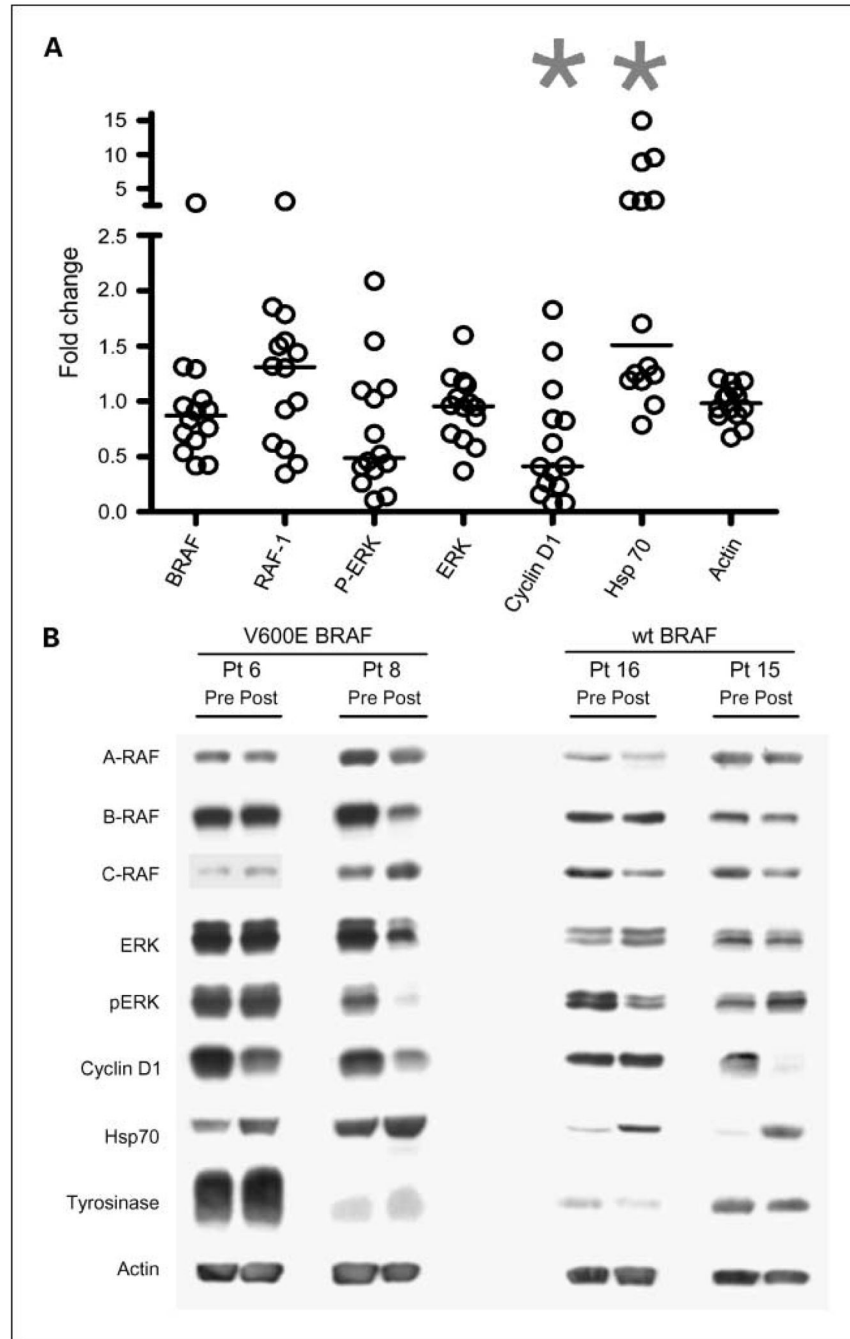 A
* *
15
10
5
2.5
2.0
1.5
1.0
0.5
0.0
Fold change
BRAF
RAF-1
P-ERK
ERK
Cyclin D1
Hsp 70
Actin
B
V600E BRAF
wt BRAF
Pt 6
Pt 8
Pt 16
Pt 15
Pre Post
Pre Post
Pre Post
Pre Post
A-RAF
B-RAF
C-RAF
ERK
pERK
Cyclin D1
Hsp70
Tyrosinase
Actin